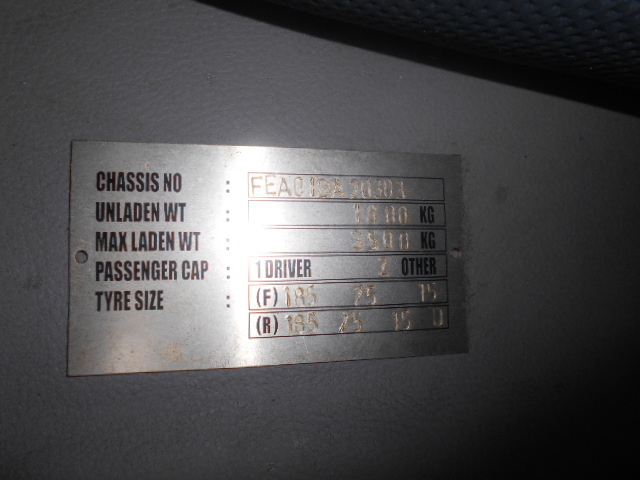 CHASSIS NO : FEA01BA20303
UNLADEN WT : KG
MAX LADEN WT : KG
PASSENGER CAP : 1 DRIVER 2 OTHER
TYRE SIZE : (F) 185 75 15
(R) 185 75 15 D